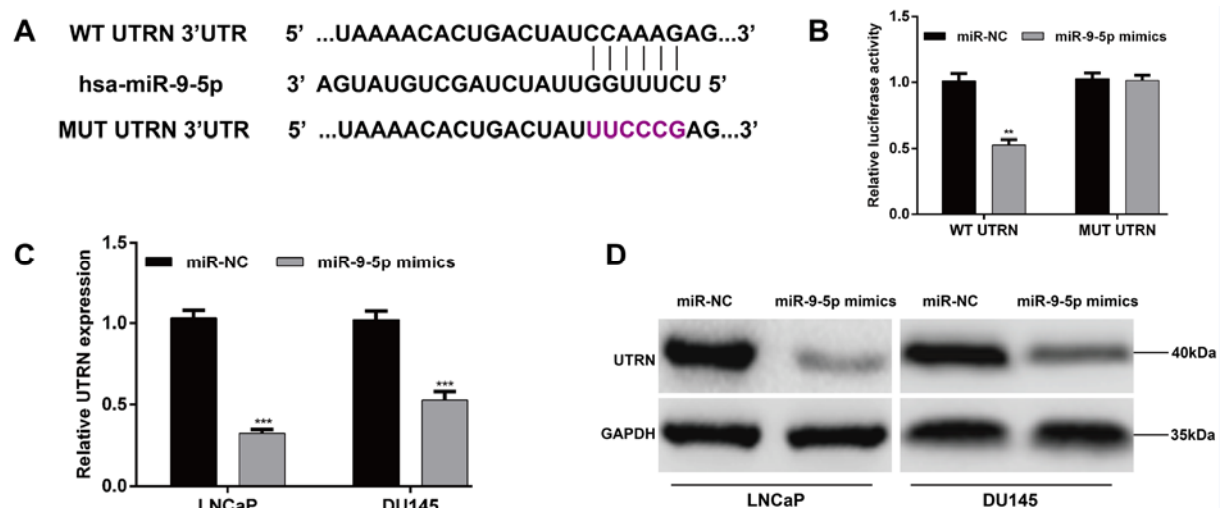 A
WT UTRN 3’UTR 5’ ...UAAAACACUGACUAUCCAAAGAG...3’
hsa-miR-9-5p 3’ AGUAUGUCGAUCUAUUGGUUUCU 5’
MUT UTRN 3’UTR 5’ ...UAAAACACUGACUAUUUCCCGAG...3’
B
Relative luciferase activity
1.5
1.0
0.5
0.0
miR-NC miR-9-5p mimics
**
WT UTRN MUT UTRN
C
Relative UTRN expression
1.5
1.0
0.5
0.0
miR-NC miR-9-5p mimics
***
***
LNCaP DU145
D
miR-NC miR-9-5p mimics miR-NC miR-9-5p mimics
UTRN 40kDa
GAPDH 35kDa
LNCaP DU145